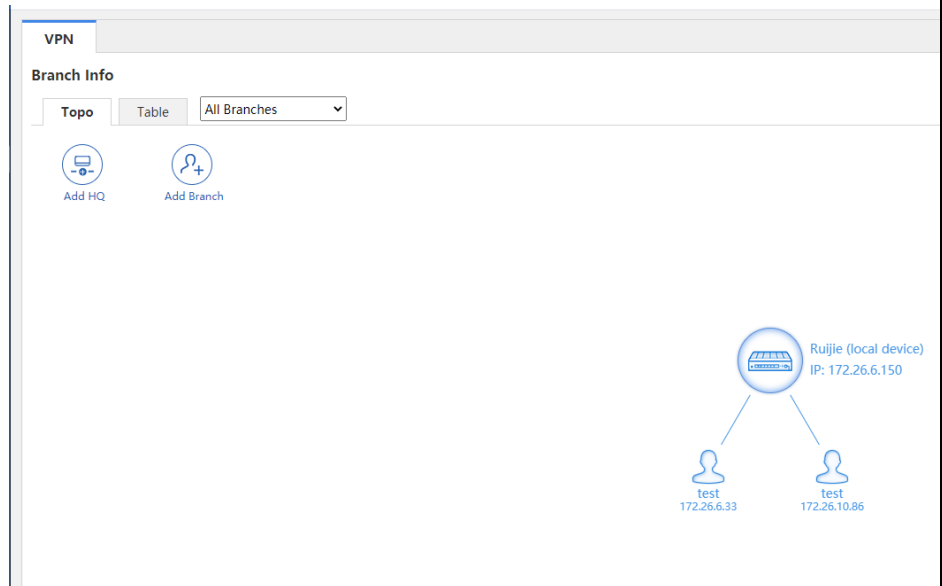 VPN
Branch Info
Topo Table All Branches
Add HQ Add Branch
Ruijie (local device)
IP: 172.26.6.150
test test
172.26.6.33 172.26.10.86